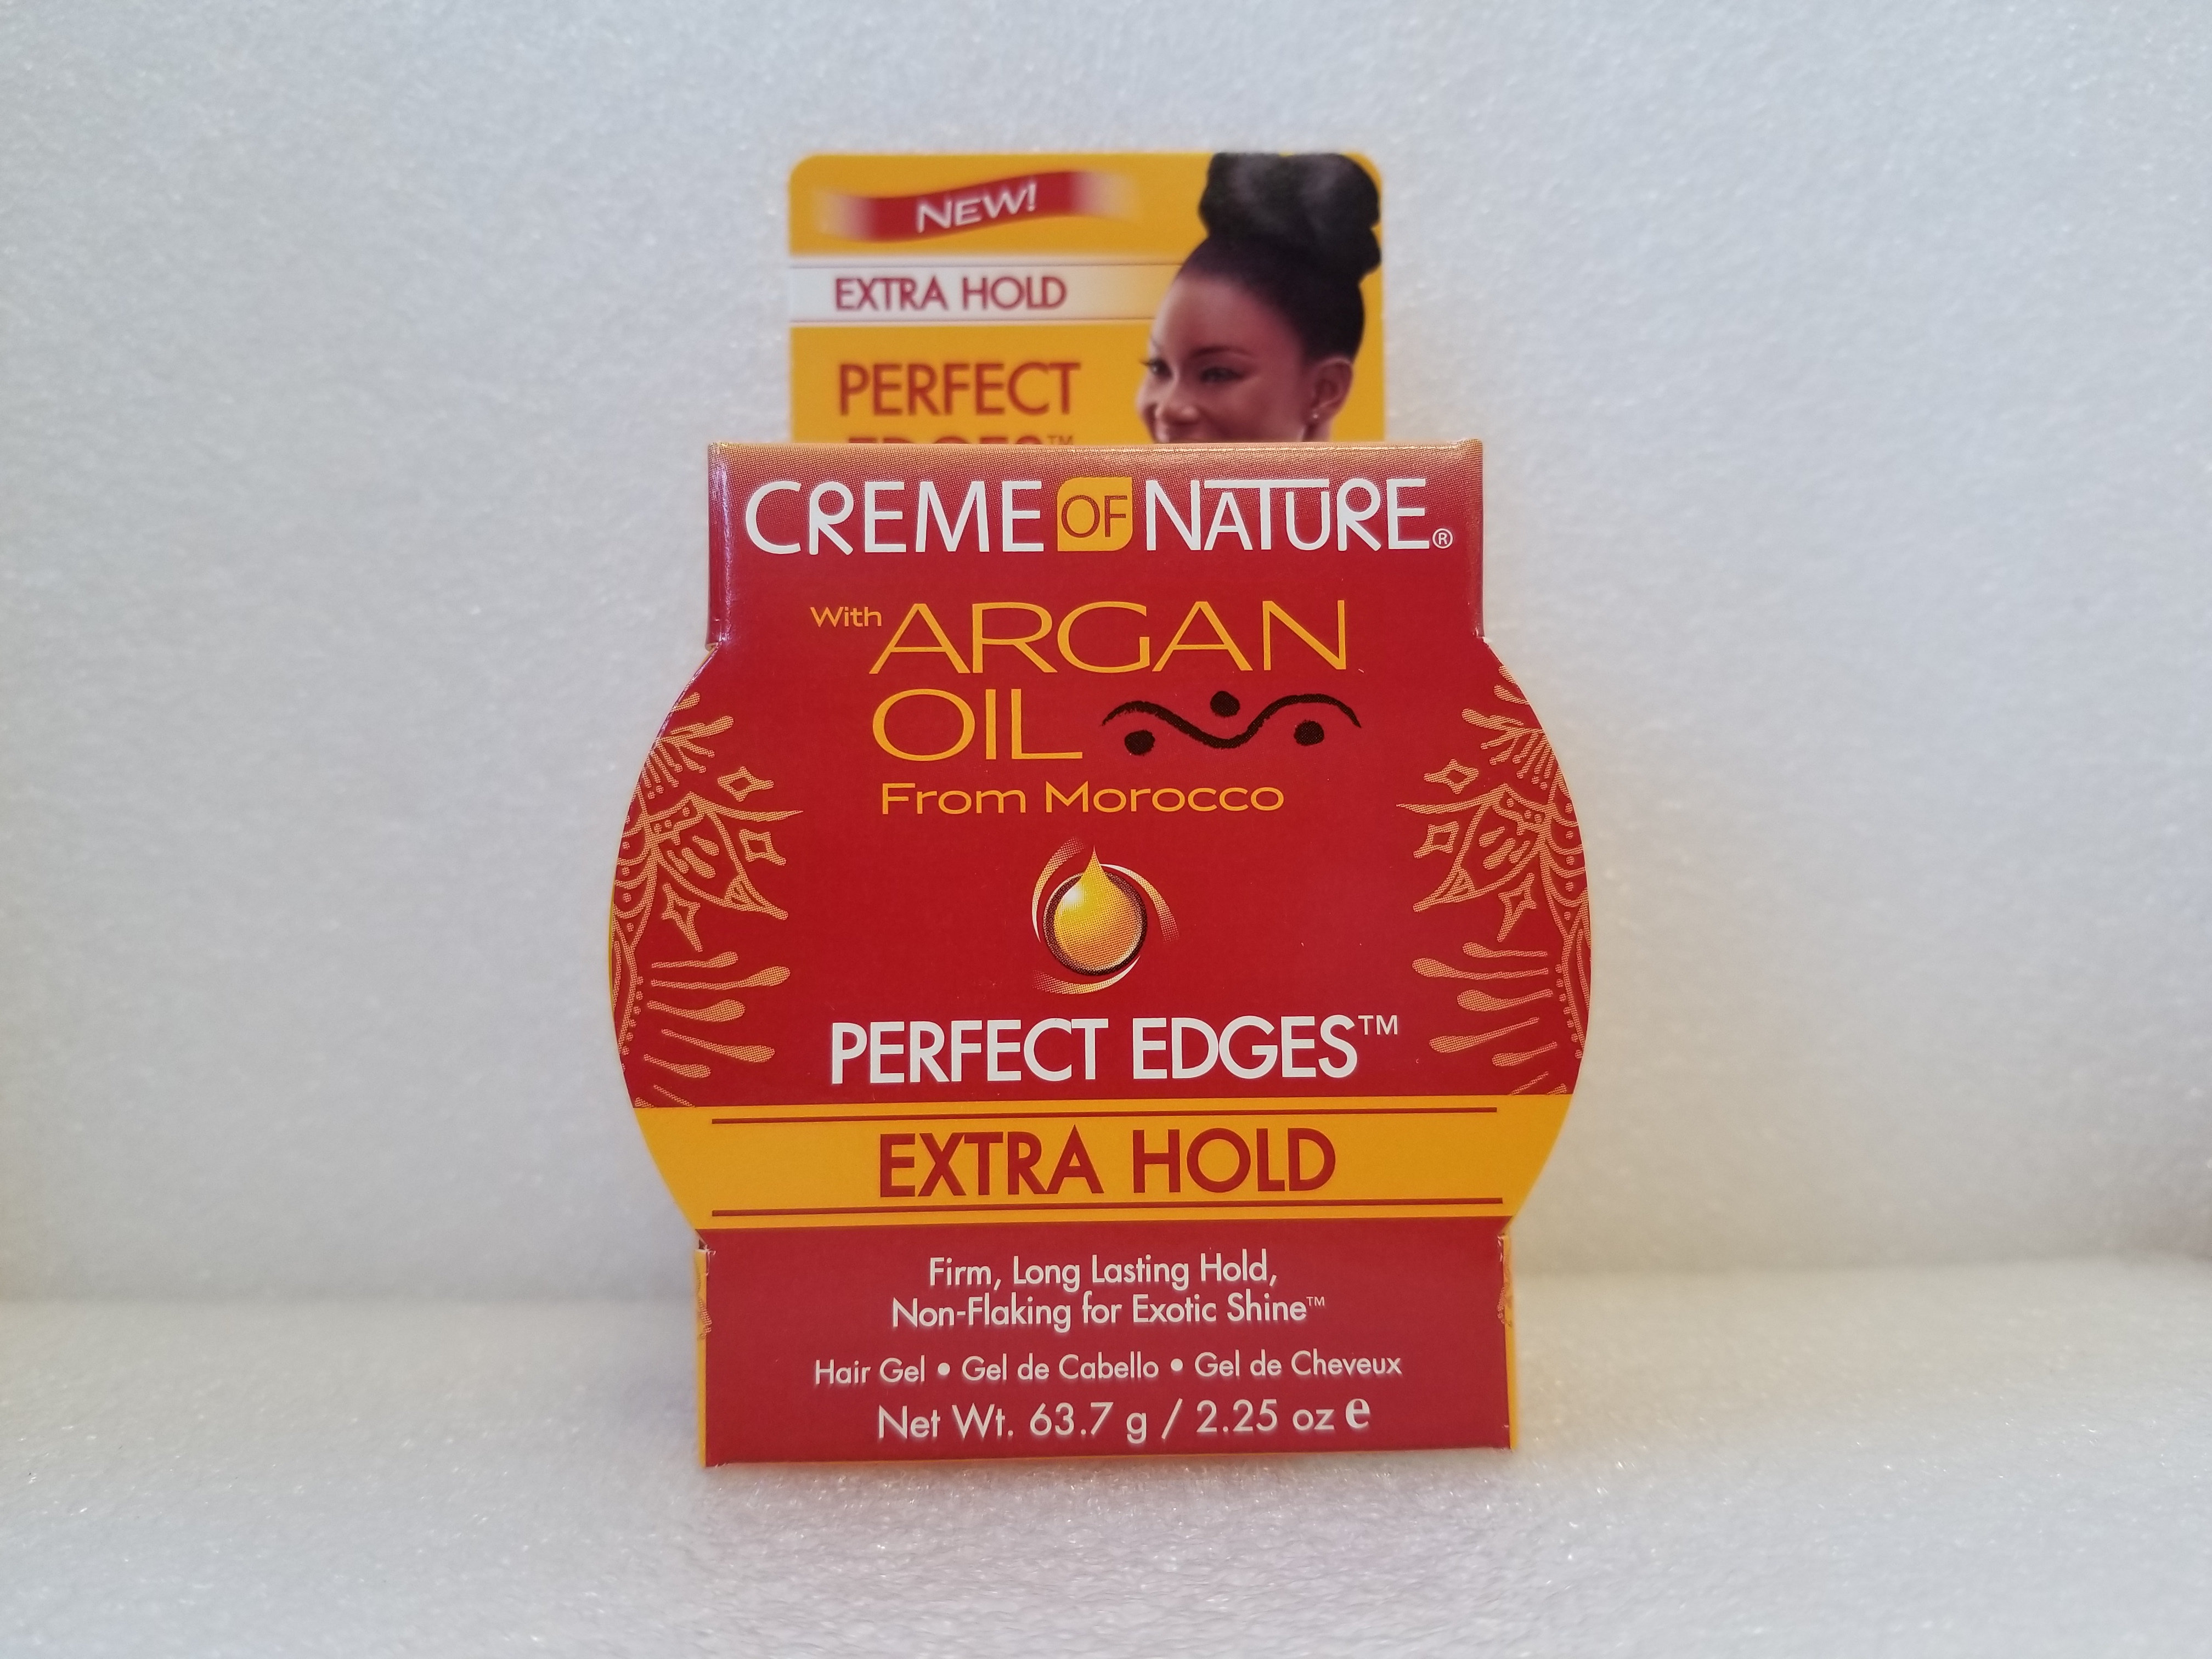 NEW!
EXTRA HOLD
PERFECT
EDGES™
CREME OF NATURE®
With ARGAN
OIL
From Morocco
PERFECT EDGES™
EXTRA HOLD
Firm, Long Lasting Hold,
Non-Flaking for Exotic Shine™
Hair Gel • Gel de Cabello • Gel de Cheveux
Net Wt. 63.7 g / 2.25 oz e